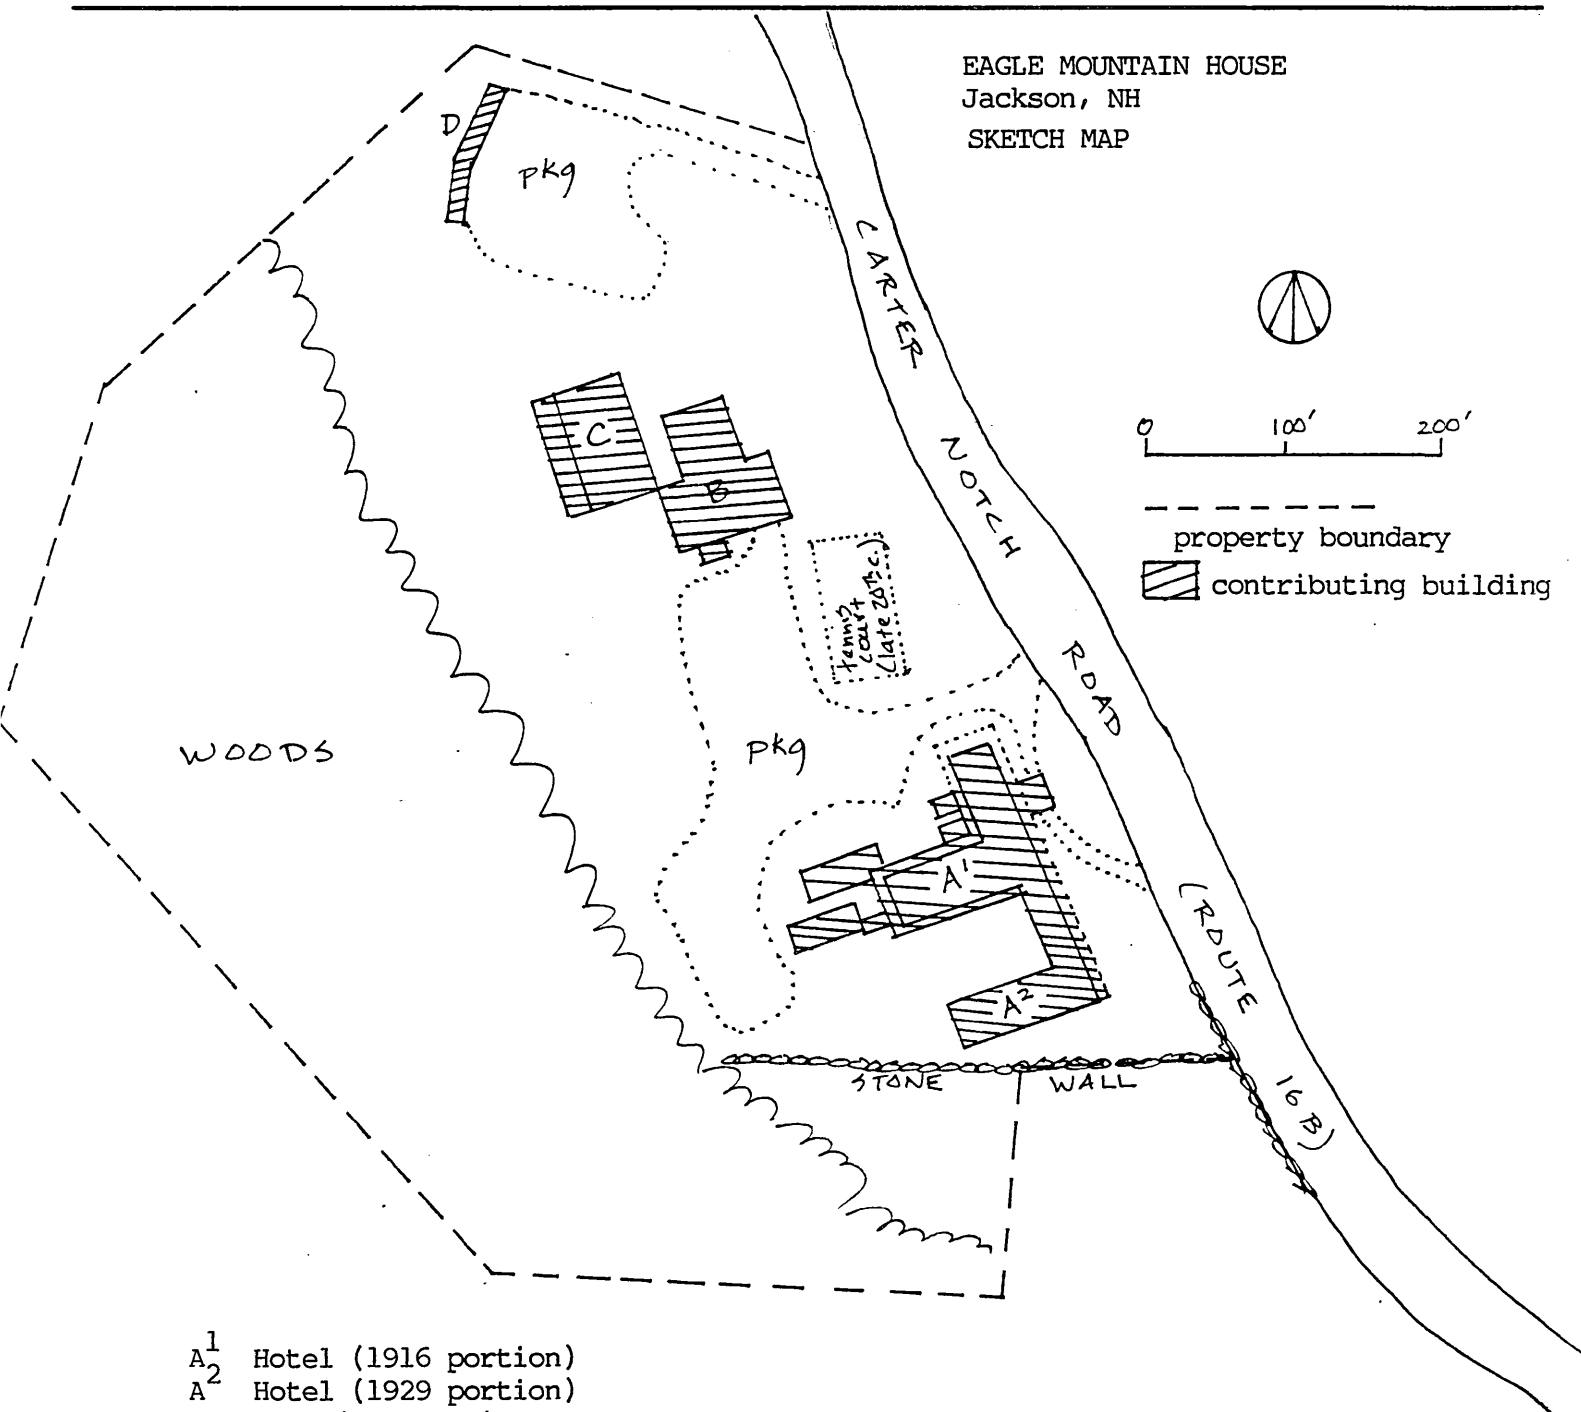 EAGLE MOUNTAIN HOUSE
Jackson, NH
SKETCH MAP
D
pkg
CARTER NOTCH ROAD (ROUTE 16B)
0 100' 200'
property boundary
contributing building
C
B
tennis
court
(late 20th c.)
WOODS
pkg
A1
A2
STONE WALL
A1 Hotel (1916 portion)
A2 Hotel (1929 portion)